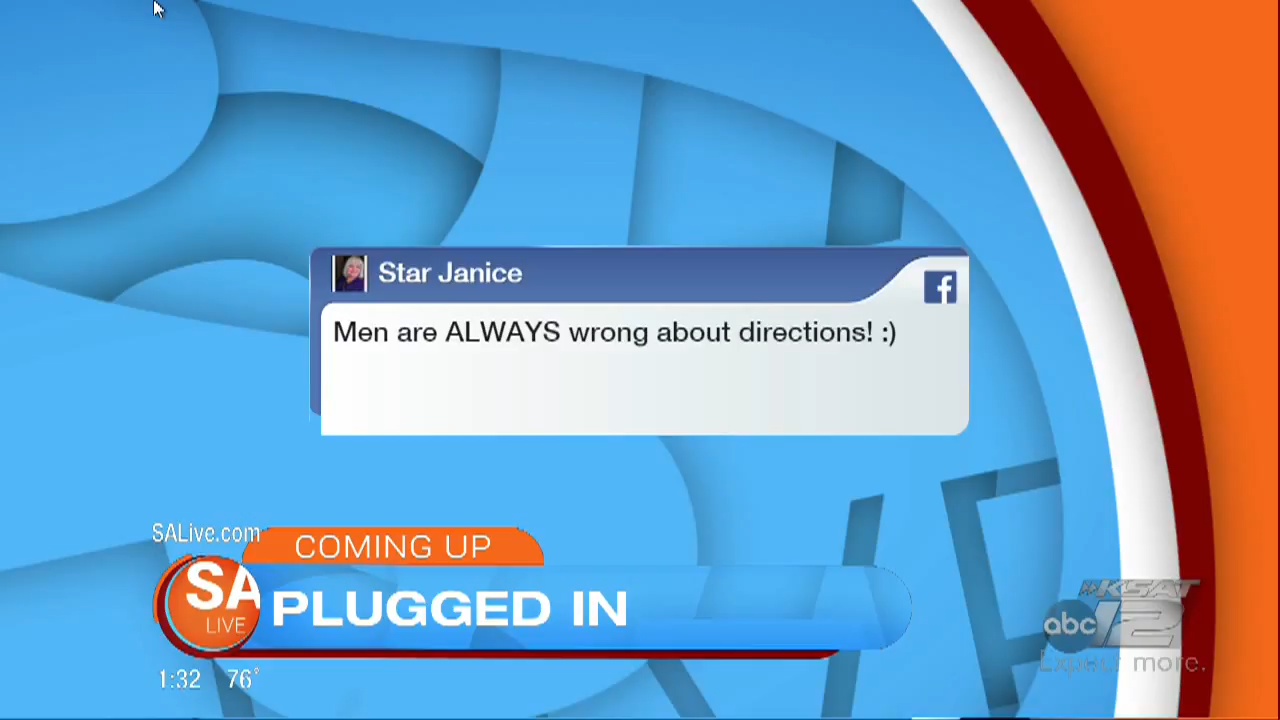 Star Janice
Men are ALWAYS wrong about directions! :)
SALive.com
COMING UP
SA
LIVE
PLUGGED IN
1:32 76°
KSAT
abc 12
Expect more.